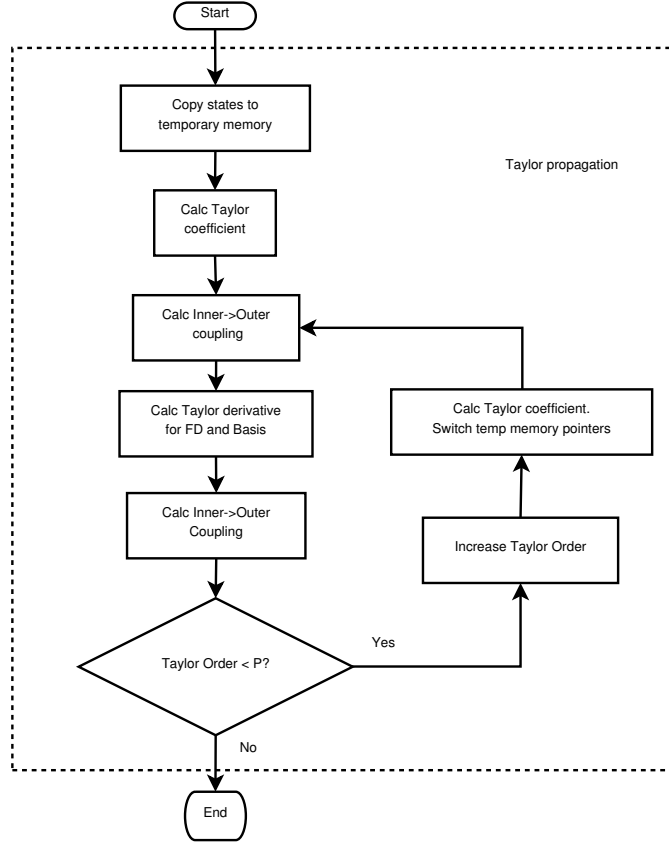 Start
Copy states to
temporary memory
Taylor propagation
Calc Taylor
coefficient
Calc Inner->Outer
coupling
Calc Taylor derivative
for FD and Basis
Calc Taylor coefficient.
Switch temp memory pointers
Calc Inner->Outer
Coupling
Increase Taylor Order
Taylor Order < P?
Yes
No
End